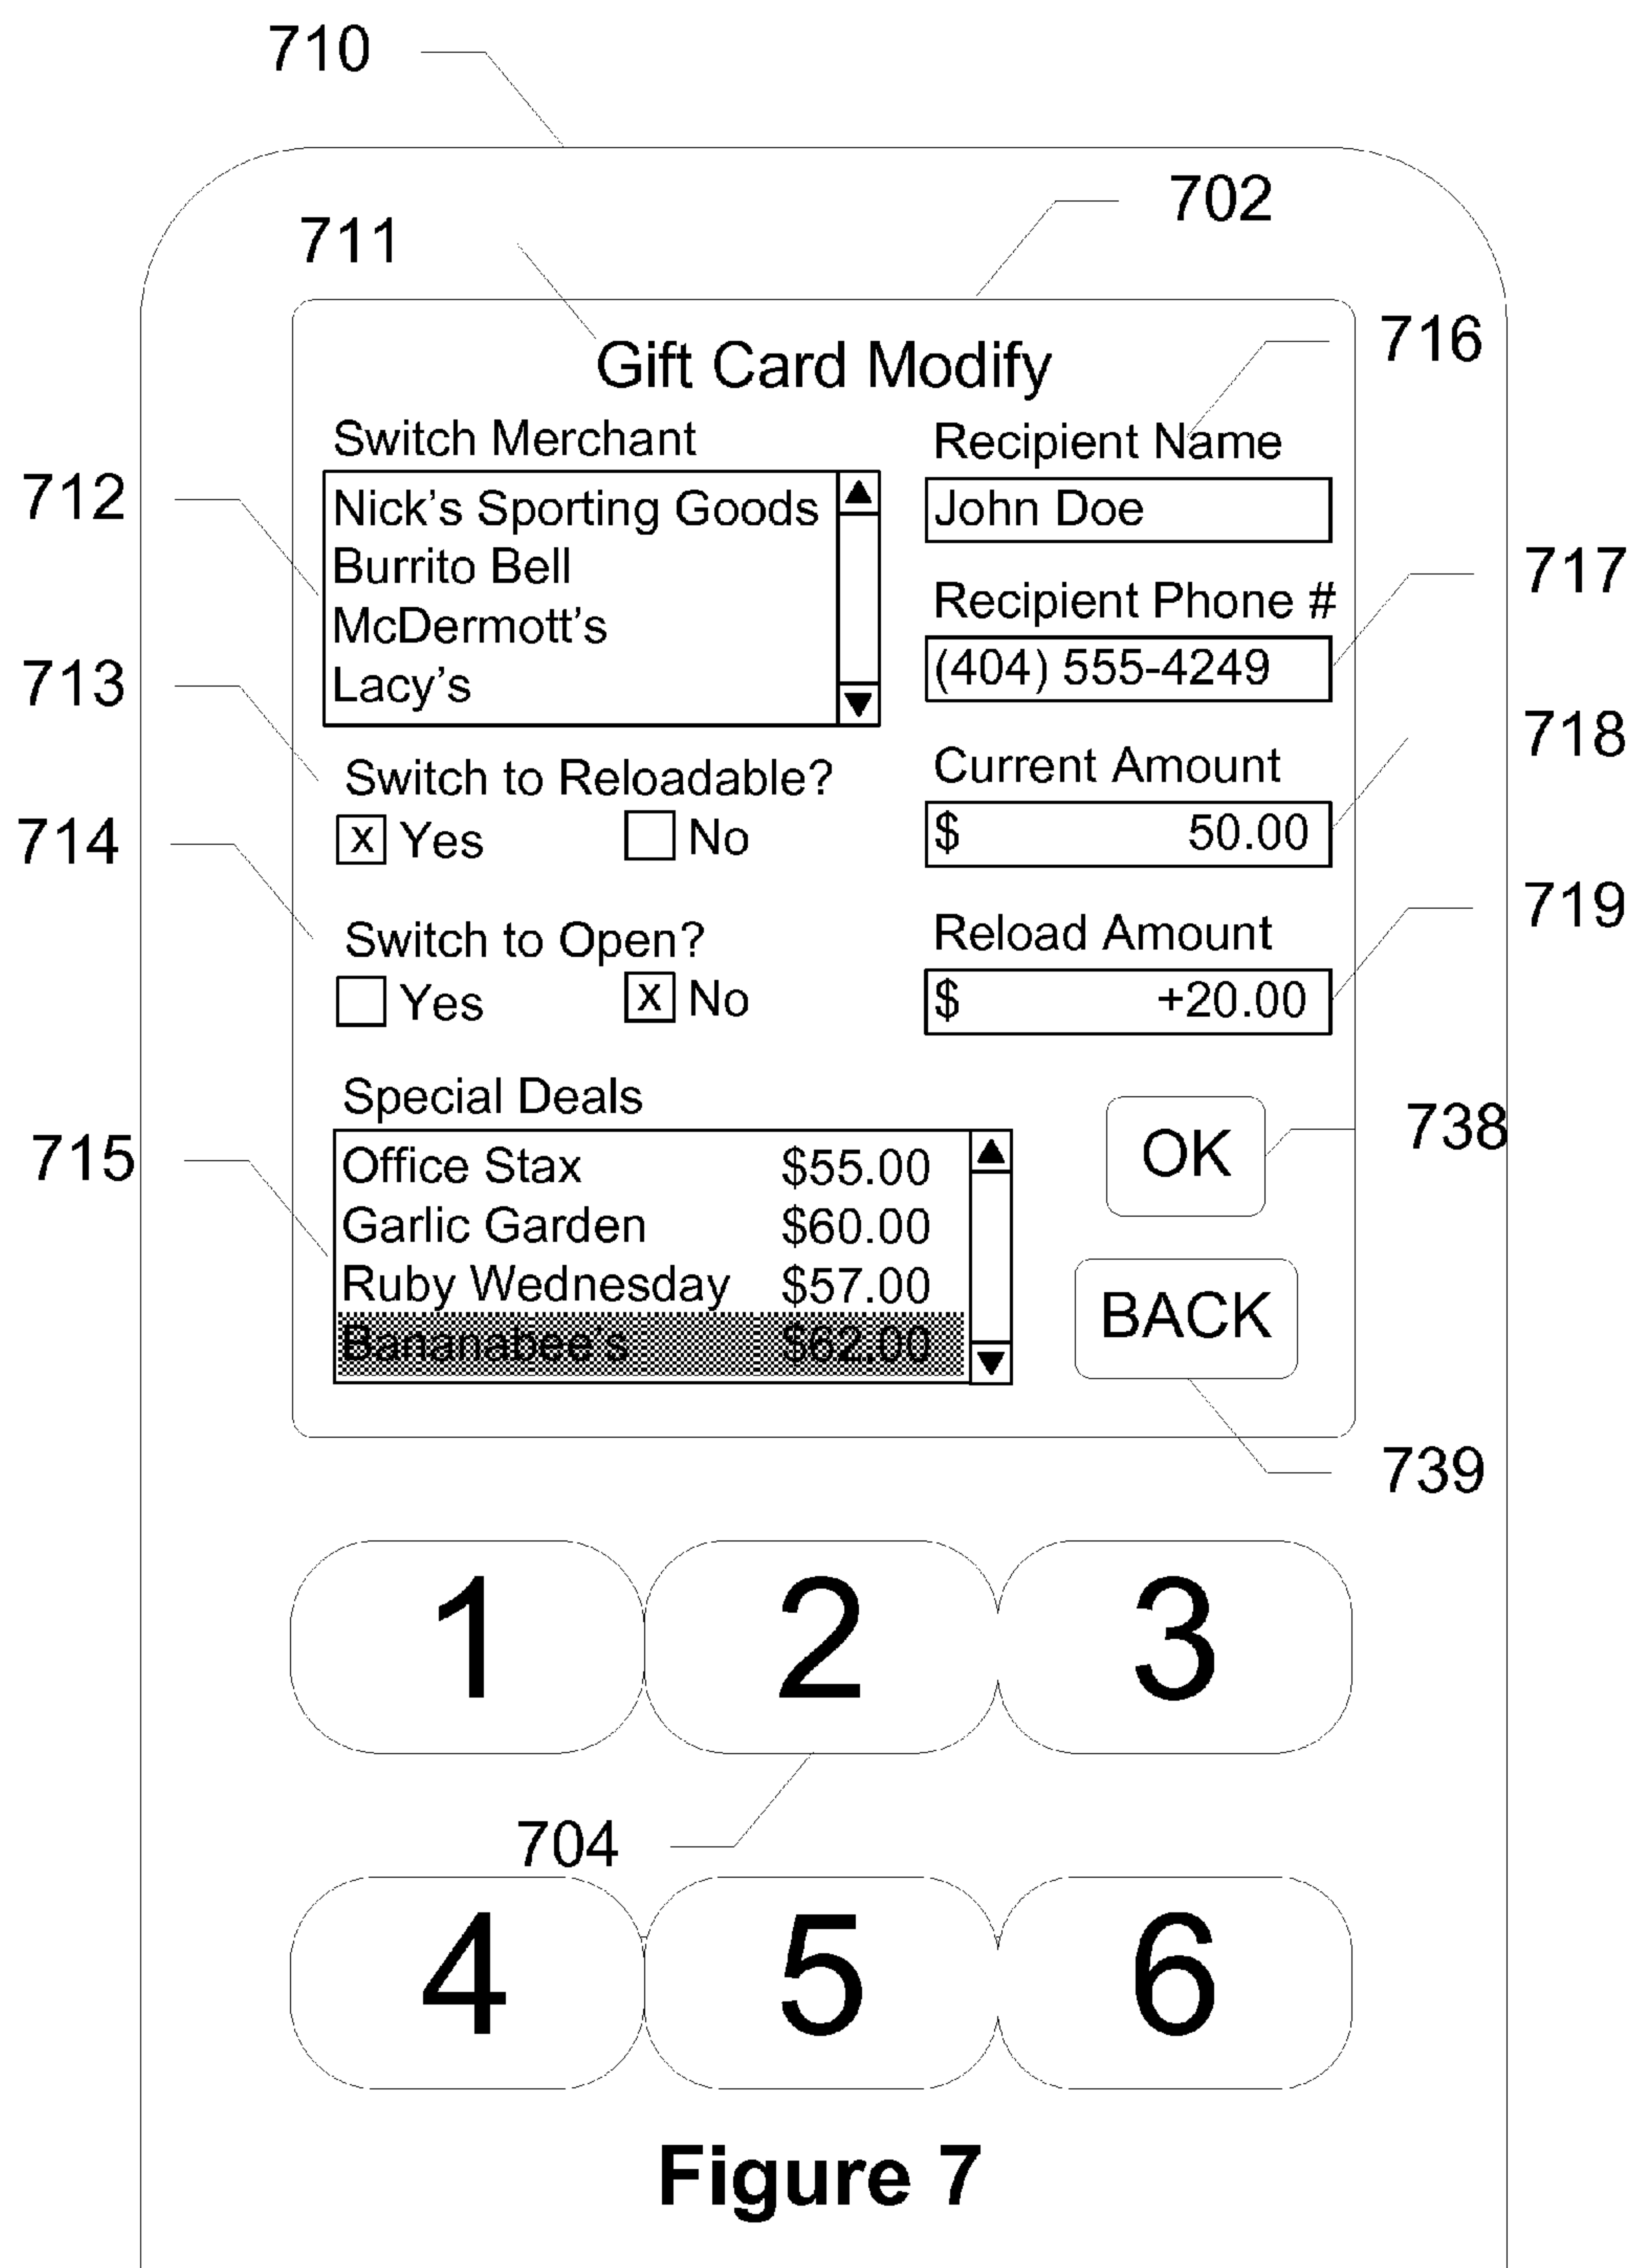 710
702
711
716
Gift Card Modify
Switch Merchant
Recipient Name
712
Nick's Sporting Goods
John Doe
Burrito Bell
717
Recipient Phone #
McDermott's
713
Lacy's
(404) 555-4249
718
Switch to Reloadable?
Current Amount
714
x Yes No
$ 50.00
719
Switch to Open?
Reload Amount
Yes x No
$ +20.00
Special Deals
738
715
Office Stax $55.00
OK
Garlic Garden $60.00
Ruby Wednesday $57.00
BACK
Bananabee's $62.00
739
1 2 3
704
4 5 6
Figure 7